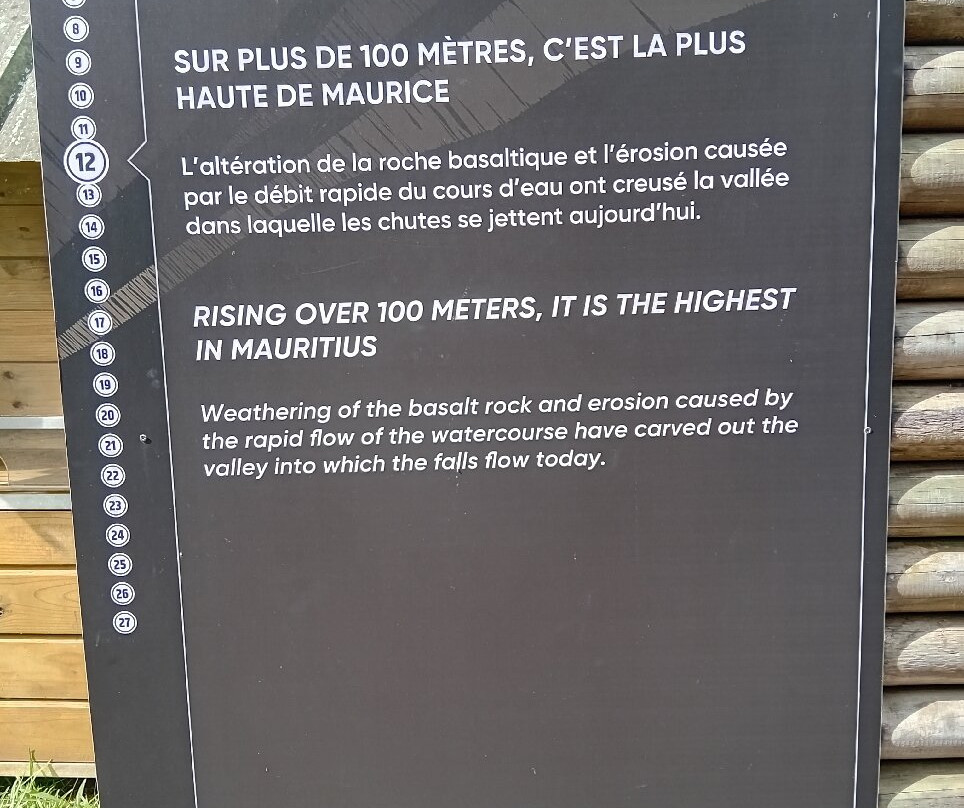 8
9
10
11
12
13
14
15
16
17
18
19
20
21
22
23
24
25
26
27
SUR PLUS DE 100 MÈTRES, C'EST LA PLUS
HAUTE DE MAURICE
L'altération de la roche basaltique et l'érosion causée
par le débit rapide du cours d'eau ont creusé la vallée
dans laquelle les chutes se jettent aujourd'hui.
RISING OVER 100 METERS, IT IS THE HIGHEST
IN MAURITIUS
Weathering of the basalt rock and erosion caused by
the rapid flow of the watercourse have carved out the
valley into which the falls flow today.